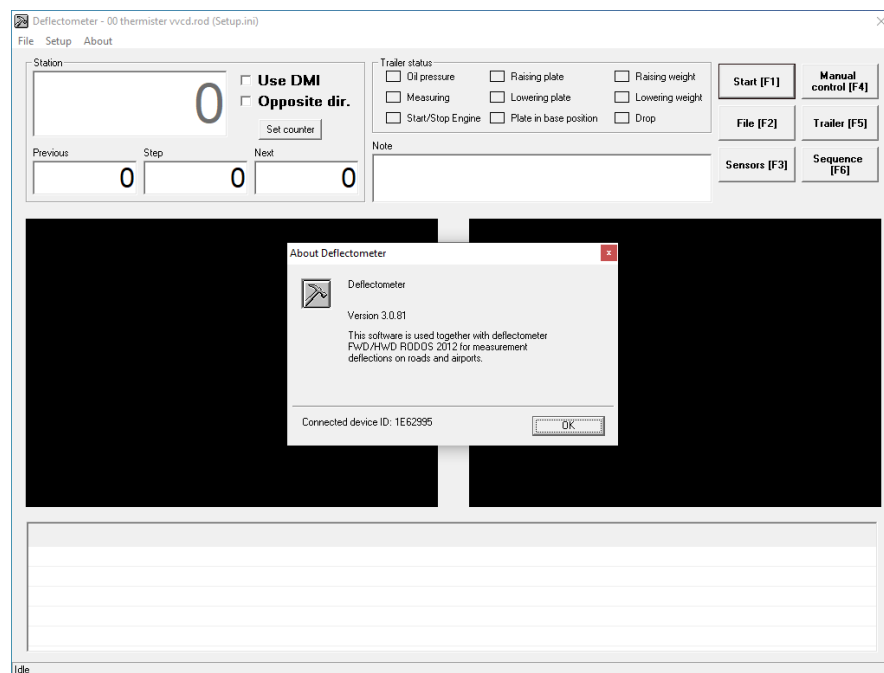 Deflectometer - 00 thermister vvcd.rod (Setup.ini)
File Setup About
Station
0
Use DMI
Opposite dir.
Set counter
Previous
Step
Next
0
0
0
Trailer status
Oil pressure
Raising plate
Raising weight
Measuring
Lowering plate
Lowering weight
Start/Stop Engine
Plate in base position
Drop
Note
Start [F1]
Manual
control [F4]
File [F2]
Trailer [F5]
Sensors [F3]
Sequence
[F6]
About Deflectometer
Deflectometer
Version 3.0.81
This software is used together with deflectometer
FWD/HWD RODOS 2012 for measurement
deflections on roads and airports.
Connected device ID: 1E62995
OK
Idle